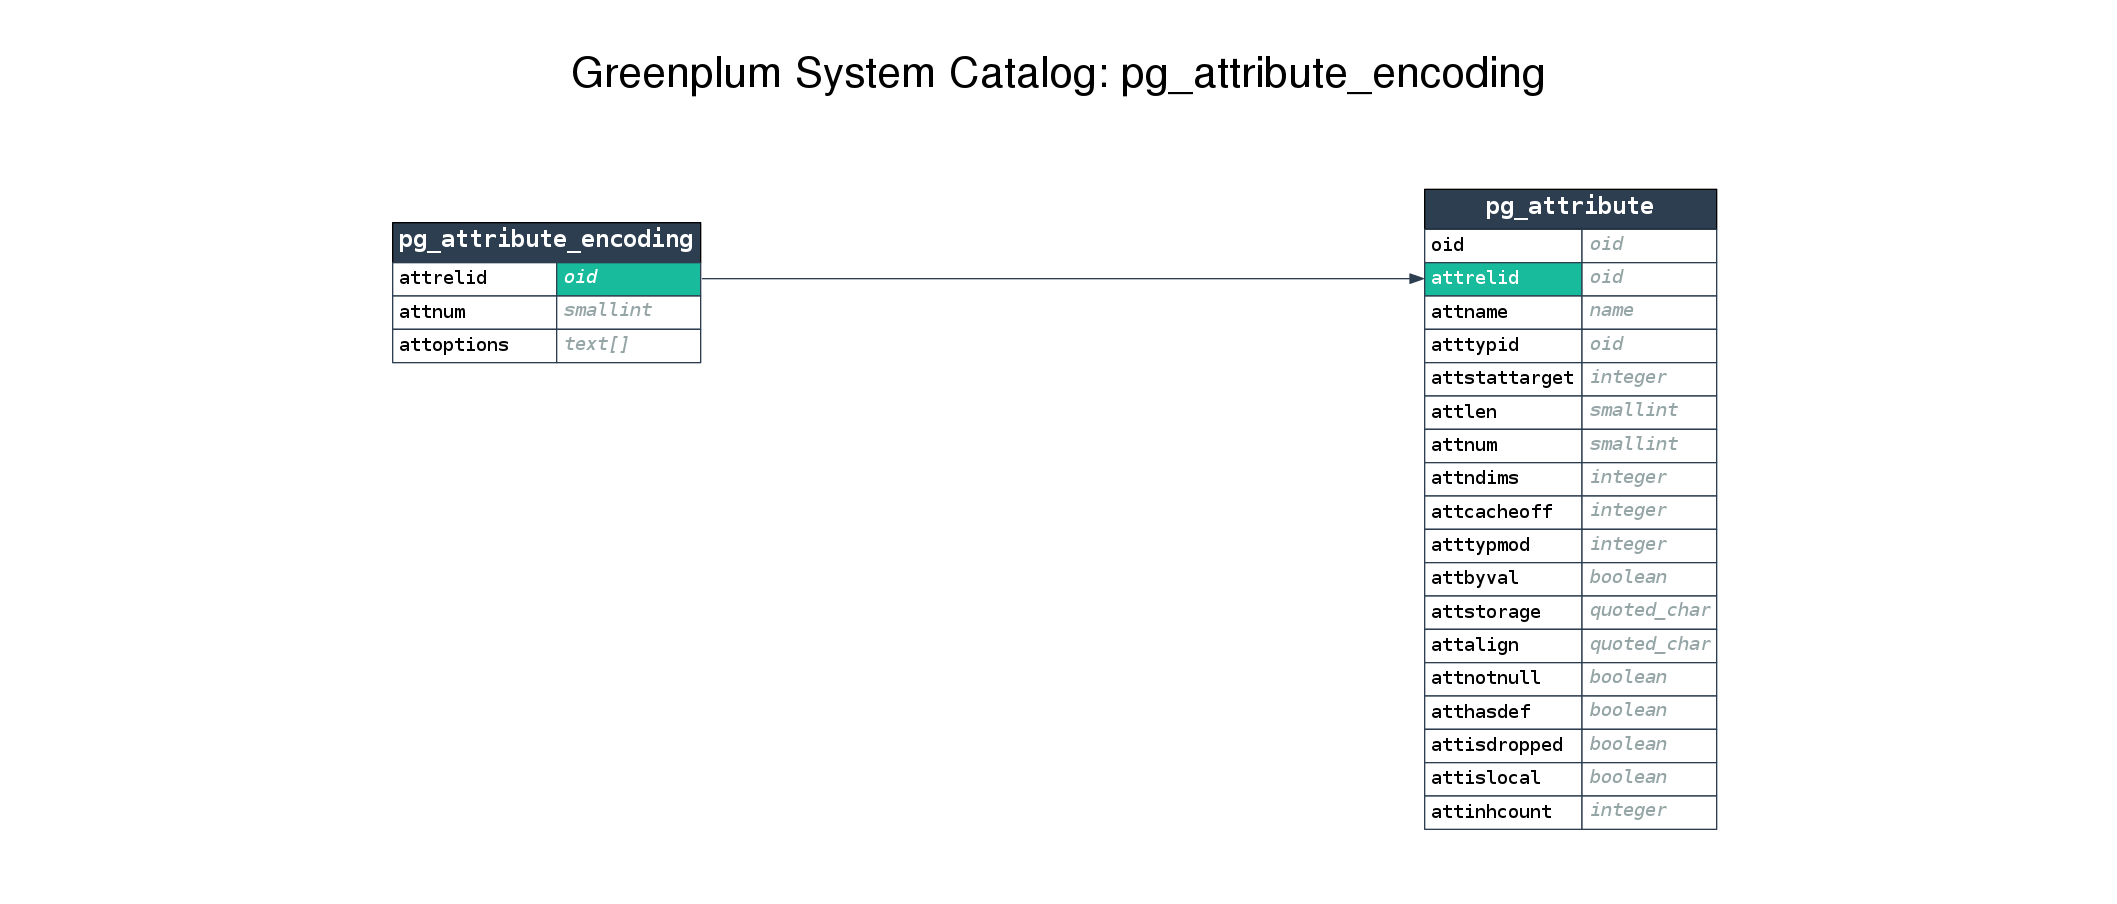 Greenplum System Catalog: pg_attribute_encoding
pg_attribute_encoding
attrelid oid
attnum smallint
attoptions text[]
pg_attribute
oid oid
attrelid oid
attname name
atttypid oid
attstattarget integer
attlen smallint
attnum smallint
attndims integer
attcacheoff integer
atttypmod integer
attbyval boolean
attstorage quoted_char
attalign quoted_char
attnotnull boolean
atthasdef boolean
attisdropped boolean
attislocal boolean
attinhcount integer